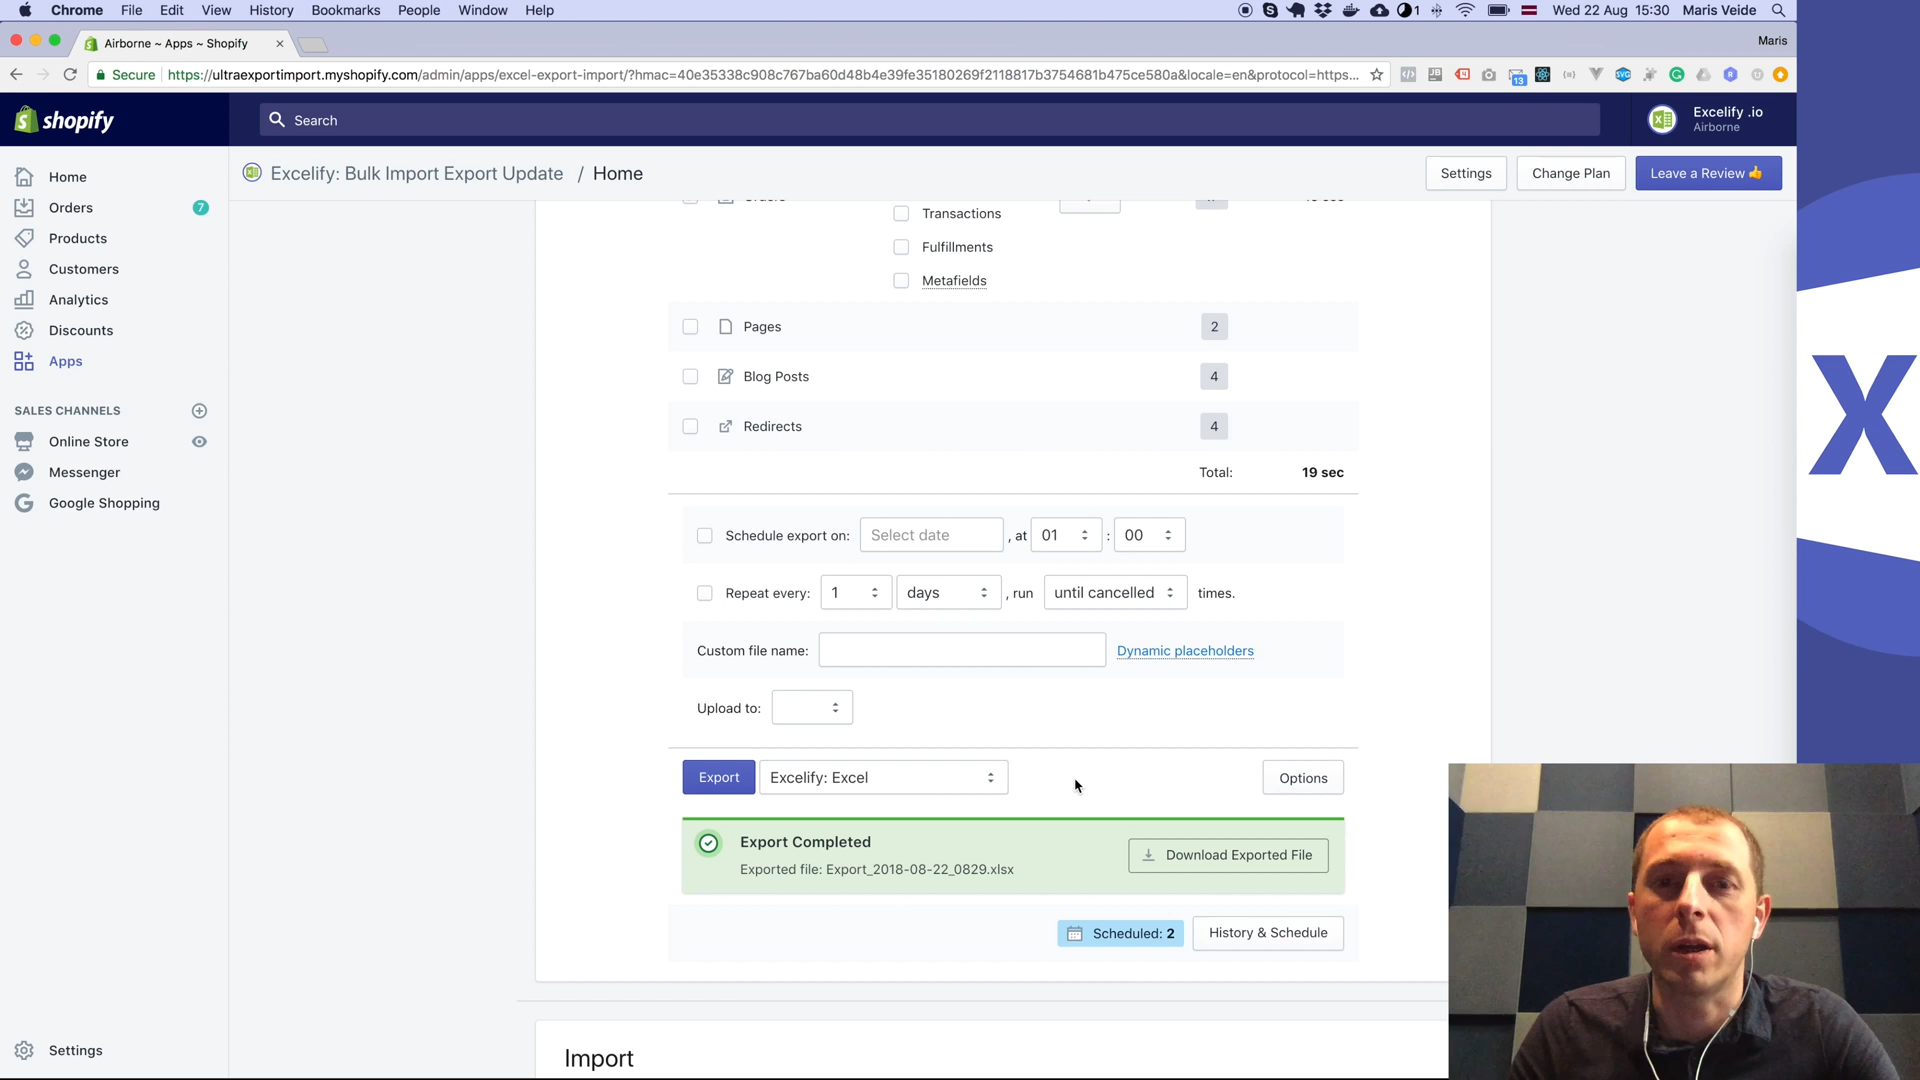 Chrome File Edit View History Bookmarks People Window Help
1 Wed 22 Aug 15:30 Maris Veide
Airborne ~ Apps ~ Shopify
Maris
Secure https://ultraexportimport.myshopify.com/admin/apps/excel-export-import/?hmac=40e35338c908c767ba60d48b4e39fe35180269f2118817b3754681b475ce580a&locale=en&protocol=https...
13
shopify
Search
Excelify .io
Airborne
Excelify: Bulk Import Export Update / Home
Settings
Change Plan
Leave a Review
Home
Orders 7
Products
Customers
Analytics
Discounts
Apps
SALES CHANNELS
Online Store
Messenger
Google Shopping
Settings
Transactions
Fulfillments
Metafields
Pages 2
Blog Posts 4
Redirects 4
Total: 19 sec
Schedule export on: Select date , at 01 : 00
Repeat every: 1 days , run until cancelled times.
Custom file name: Dynamic placeholders
Upload to:
Export Excelify: Excel Options
Export Completed
Exported file: Export_2018-08-22_0829.xlsx
Download Exported File
Scheduled: 2 History & Schedule
Import
X